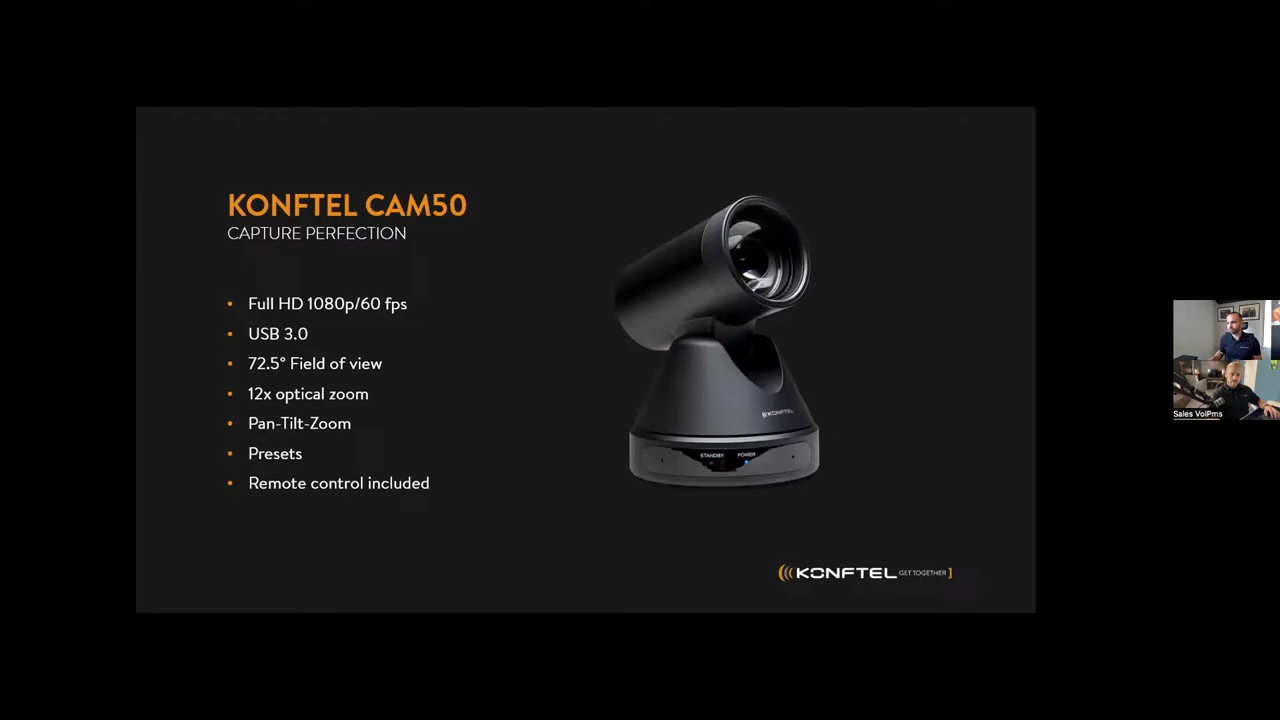 KONFTEL CAM50
CAPTURE PERFECTION
• Full HD 1080p/60 fps
• USB 3.0
• 72.5° Field of view
• 12x optical zoom
• Pan-Tilt-Zoom
• Presets
• Remote control included
KONFTEL
STANDBY POWER
KONFTEL GET TOGETHER
Sales VoIPms